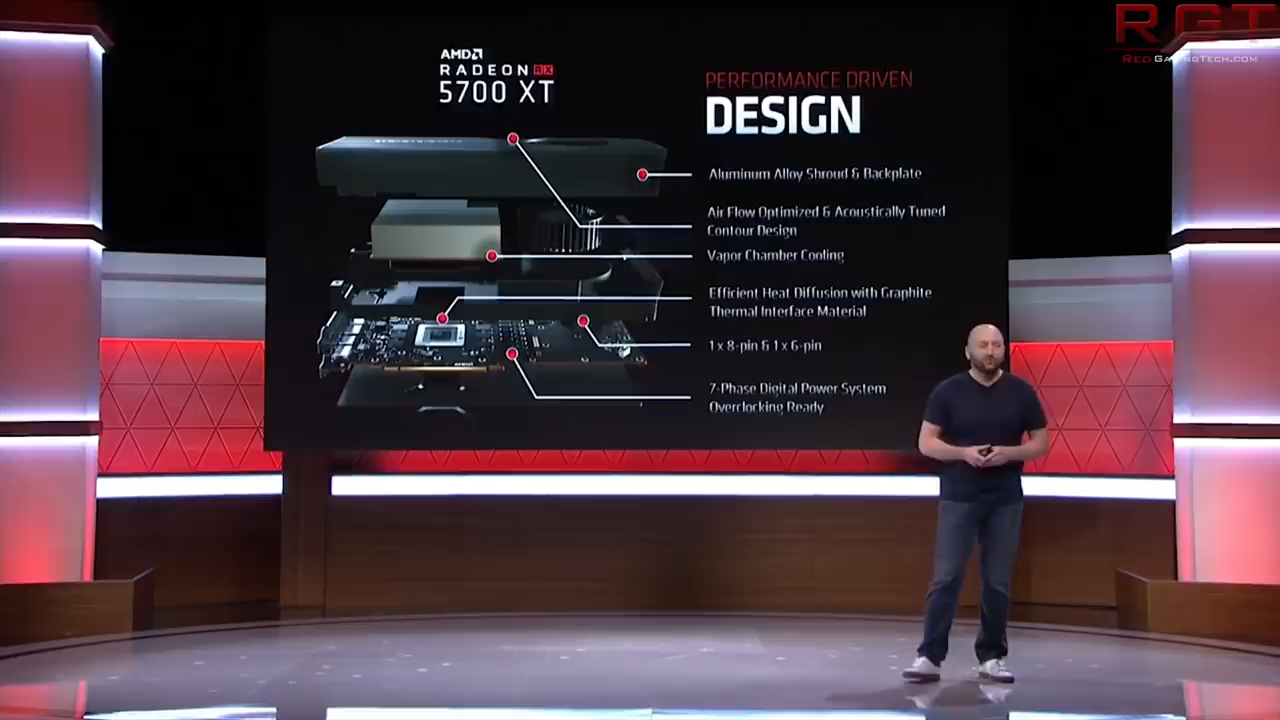 RGT
REDGAMINGTECH.COM
AMD
RADEON RX
5700 XT
PERFORMANCE DRIVEN
DESIGN
Aluminum Alloy Shroud & Backplate
Air Flow Optimized & Acoustically Tuned
Contour Design
Vapor Chamber Cooling
Efficient Heat Diffusion with Graphite
Thermal Interface Material
1 x 8-pin & 1 x 6-pin
7-Phase Digital Power System
Overclocking Ready